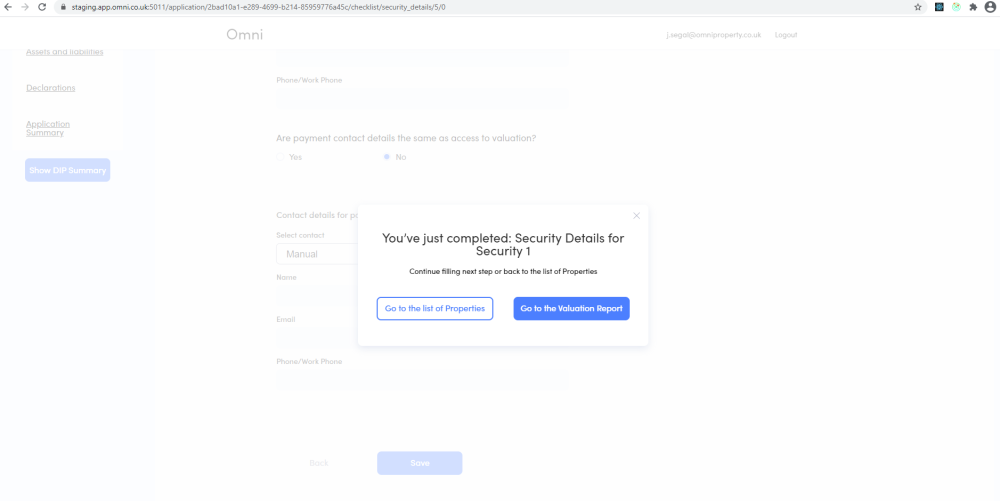 staging.app.omni.co.uk:5011/application/2bad10a1-e289-4699-b214-85959776a45c/checklist/security_details/5/0
Omni
j.segal@omniproperty.co.uk
Logout
Assets and liabilities
Declarations
Application
Summary
Show DIP Summary
Phone/Work Phone
Are payment contact details the same as access to valuation?
Yes
No
Contact details for
Select contact
Manual
Name
Email
Phone/Work Phone
You've just completed: Security Details for
Security 1
Continue filling next step or back to the list of Properties
Go to the list of Properties
Go to the Valuation Report
Back
Save